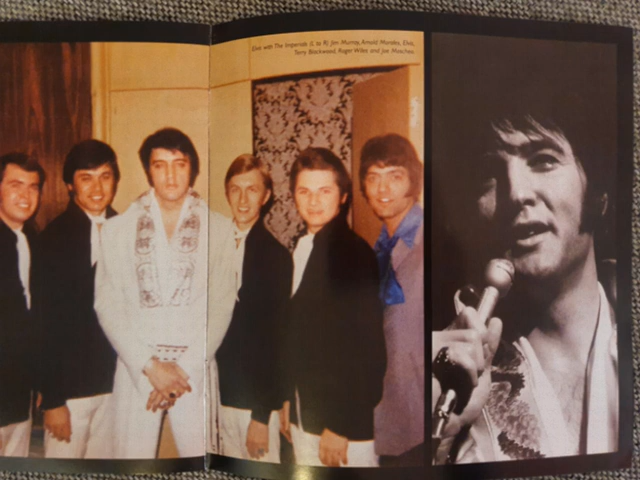 Elvis with The Imperials (L to R) Jim Murray, Armond Morales, Elvis,
Terry Blackwood, Roger Wiles and Joe Moscheo